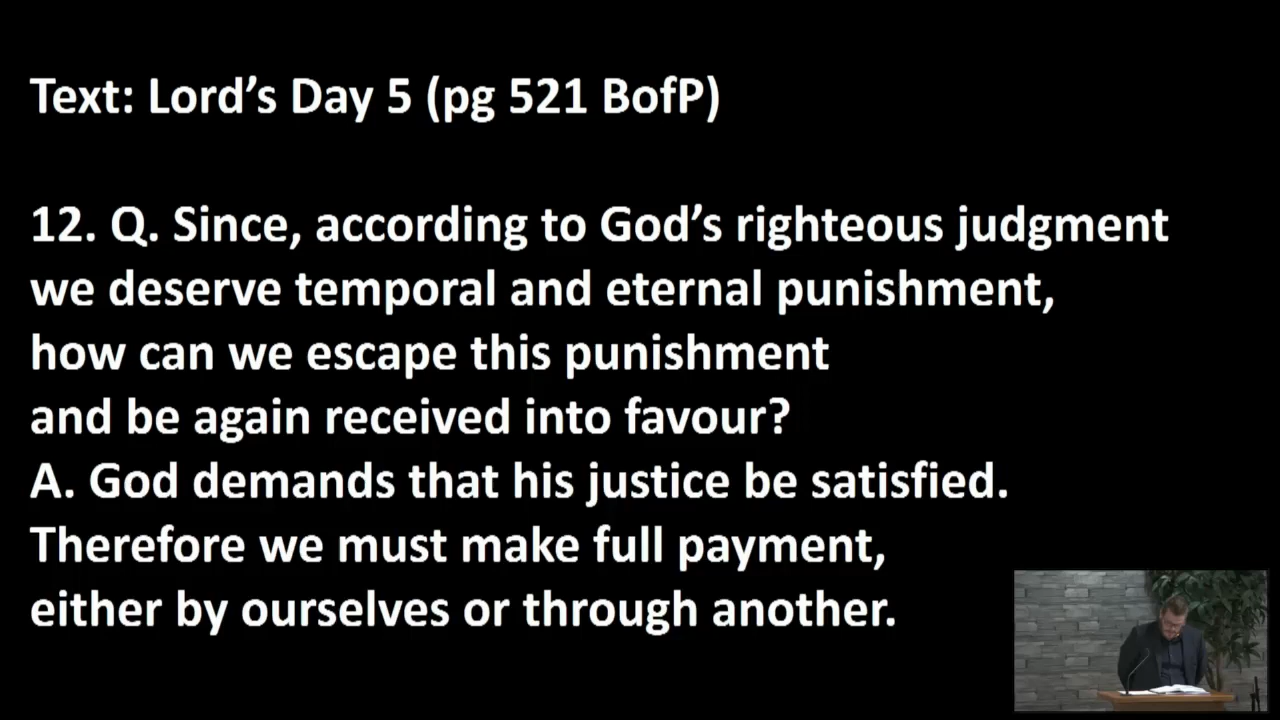 Text: Lord’s Day 5 (pg 521 BofP)
12. Q. Since, according to God’s righteous judgment
we deserve temporal and eternal punishment,
how can we escape this punishment
and be again received into favour?
A. God demands that his justice be satisfied.
Therefore we must make full payment,
either by ourselves or through another.